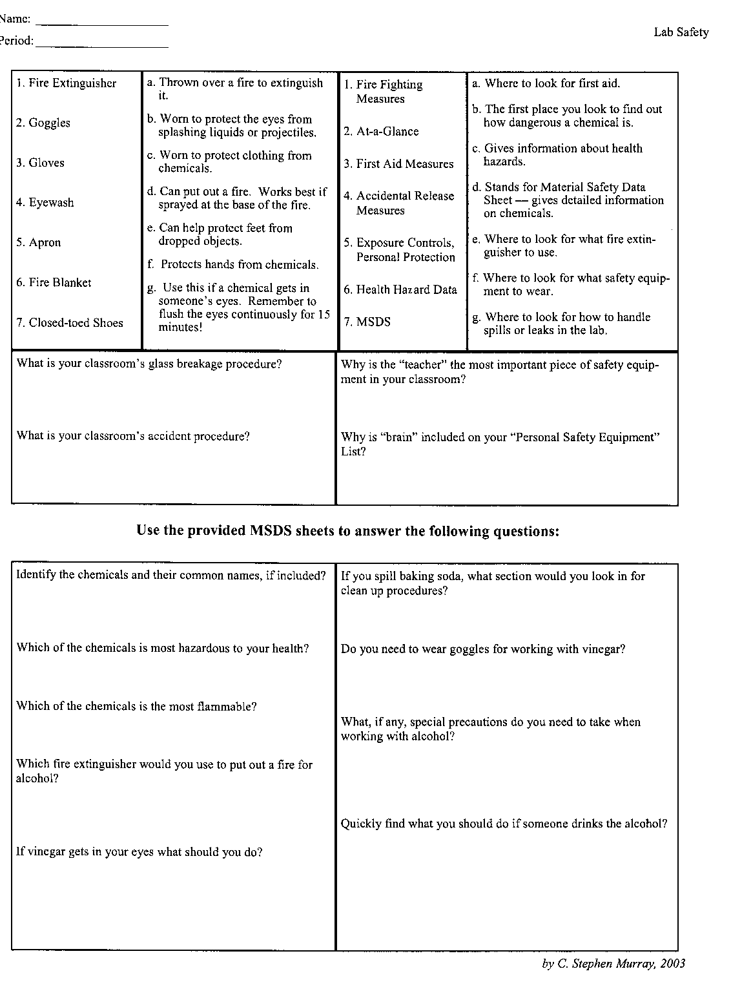 Name:
Period:
Lab Safety
1. Fire Extinguisher
2. Goggles
3. Gloves
4. Eyewash
5. Apron
6. Fire Blanket
7. Closed-toed Shoes
a. Thrown over a fire to extinguish
it.
b. Worn to protect the eyes from
splashing liquids or projectiles.
c. Worn to protect clothing from
chemicals.
d. Can put out a fire. Works best if
sprayed at the base of the fire.
e. Can help protect feet from
dropped objects.
f. Protects hands from chemicals.
g. Use this if a chemical gets in
someone's eyes. Remember to
flush the eyes continuously for 15
minutes!
1. Fire Fighting
Measures
2. At-a-Glance
3. First Aid Measures
4. Accidental Release
Measures
5. Exposure Controls,
Personal Protection
6. Health Hazard Data
7. MSDS
a. Where to look for first aid.
b. The first place you look to find out
how dangerous a chemical is.
c. Gives information about health
hazards.
d. Stands for Material Safety Data
Sheet — gives detailed information
on chemicals.
e. Where to look for what fire extin-
guisher to use.
f. Where to look for what safety equip-
ment to wear.
g. Where to look for how to handle
spills or leaks in the lab.
What is your classroom's glass breakage procedure?
What is your classroom's accident procedure?
Why is the “teacher” the most important piece of safety equip-
ment in your classroom?
Why is “brain” included on your “Personal Safety Equipment”
List?
Use the provided MSDS sheets to answer the following questions:
Identify the chemicals and their common names, if included?
Which of the chemicals is most hazardous to your health?
Which of the chemicals is the most flammable?
Which fire extinguisher would you use to put out a fire for
alcohol?
If vinegar gets in your eyes what should you do?
If you spill baking soda, what section would you look in for
clean up procedures?
Do you need to wear goggles for working with vinegar?
What, if any, special precautions do you need to take when
working with alcohol?
Quickly find what you should do if someone drinks the alcohol?
by C. Stephen Murray, 2003